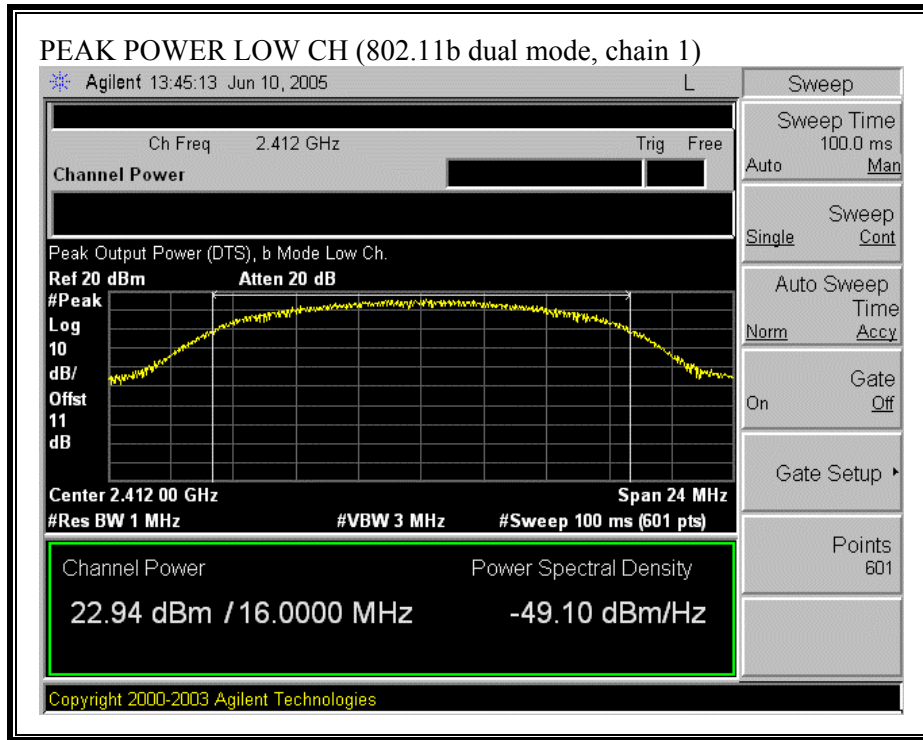 PEAK POWER LOW CH (802.11b dual mode, chain 1)
Agilent 13:45:13 Jun 10, 2005 L
Ch Freq 2.412 GHz Trig Free
Channel Power
Peak Output Power (DTS), b Mode Low Ch.
Ref 20 dBm Atten 20 dB
#Peak
Log
10
dB/
Offst
11
dB
Center 2.412 00 GHz Span 24 MHz
#Res BW 1 MHz #VBW 3 MHz #Sweep 100 ms (601 pts)
Channel Power Power Spectral Density
22.94 dBm / 16.0000 MHz -49.10 dBm/Hz
Copyright 2000-2003 Agilent Technologies
Sweep
Sweep Time
100.0 ms
Auto Man
Sweep
Single Cont
Auto Sweep
Time
Norm Accy
Gate
On Off
Gate Setup
Points
601